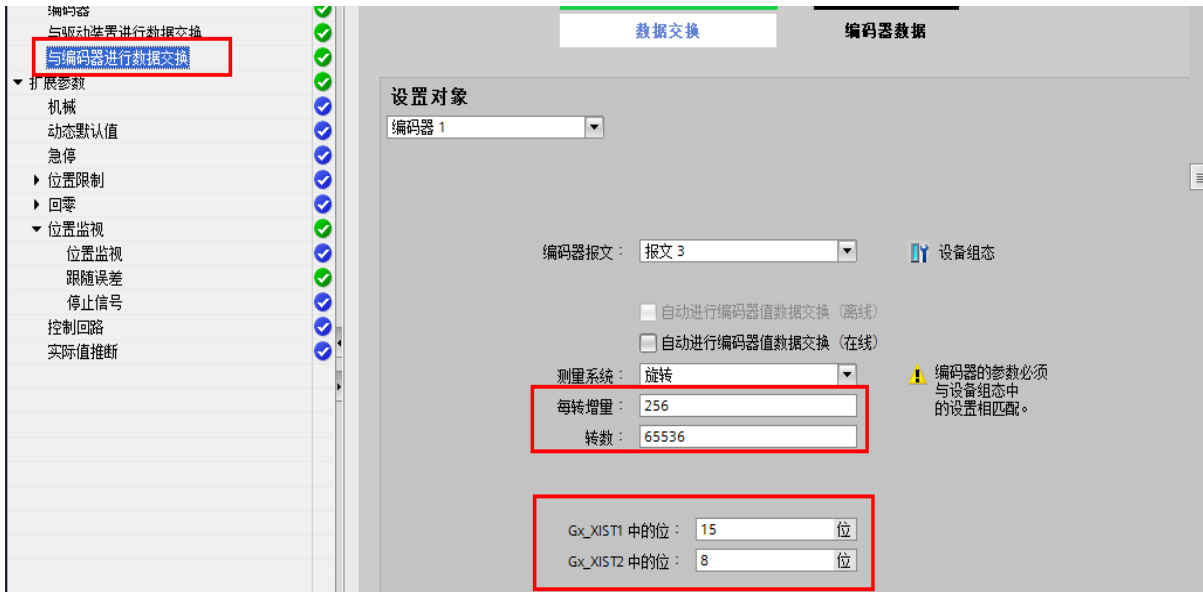 编码器
与驱动装置进行数据交换
与编码器进行数据交换
扩展参数
机械
动态默认值
急停
位置限制
回零
位置监视
位置监视
跟随误差
停止信号
控制回路
实际值推断
数据交换
编码器数据
设置对象
编码器 1
编码器报文：
报文 3
设备组态
自动进行编码器值数据交换（离线）
自动进行编码器值数据交换（在线）
测里系统：
旋转
编码器的参数必须
与设备组态中
的设置相匹配。
每转增里：
256
转数：
65536
Gx_XIST1 中的位：
15
位
Gx_XIST2 中的位：
8
位